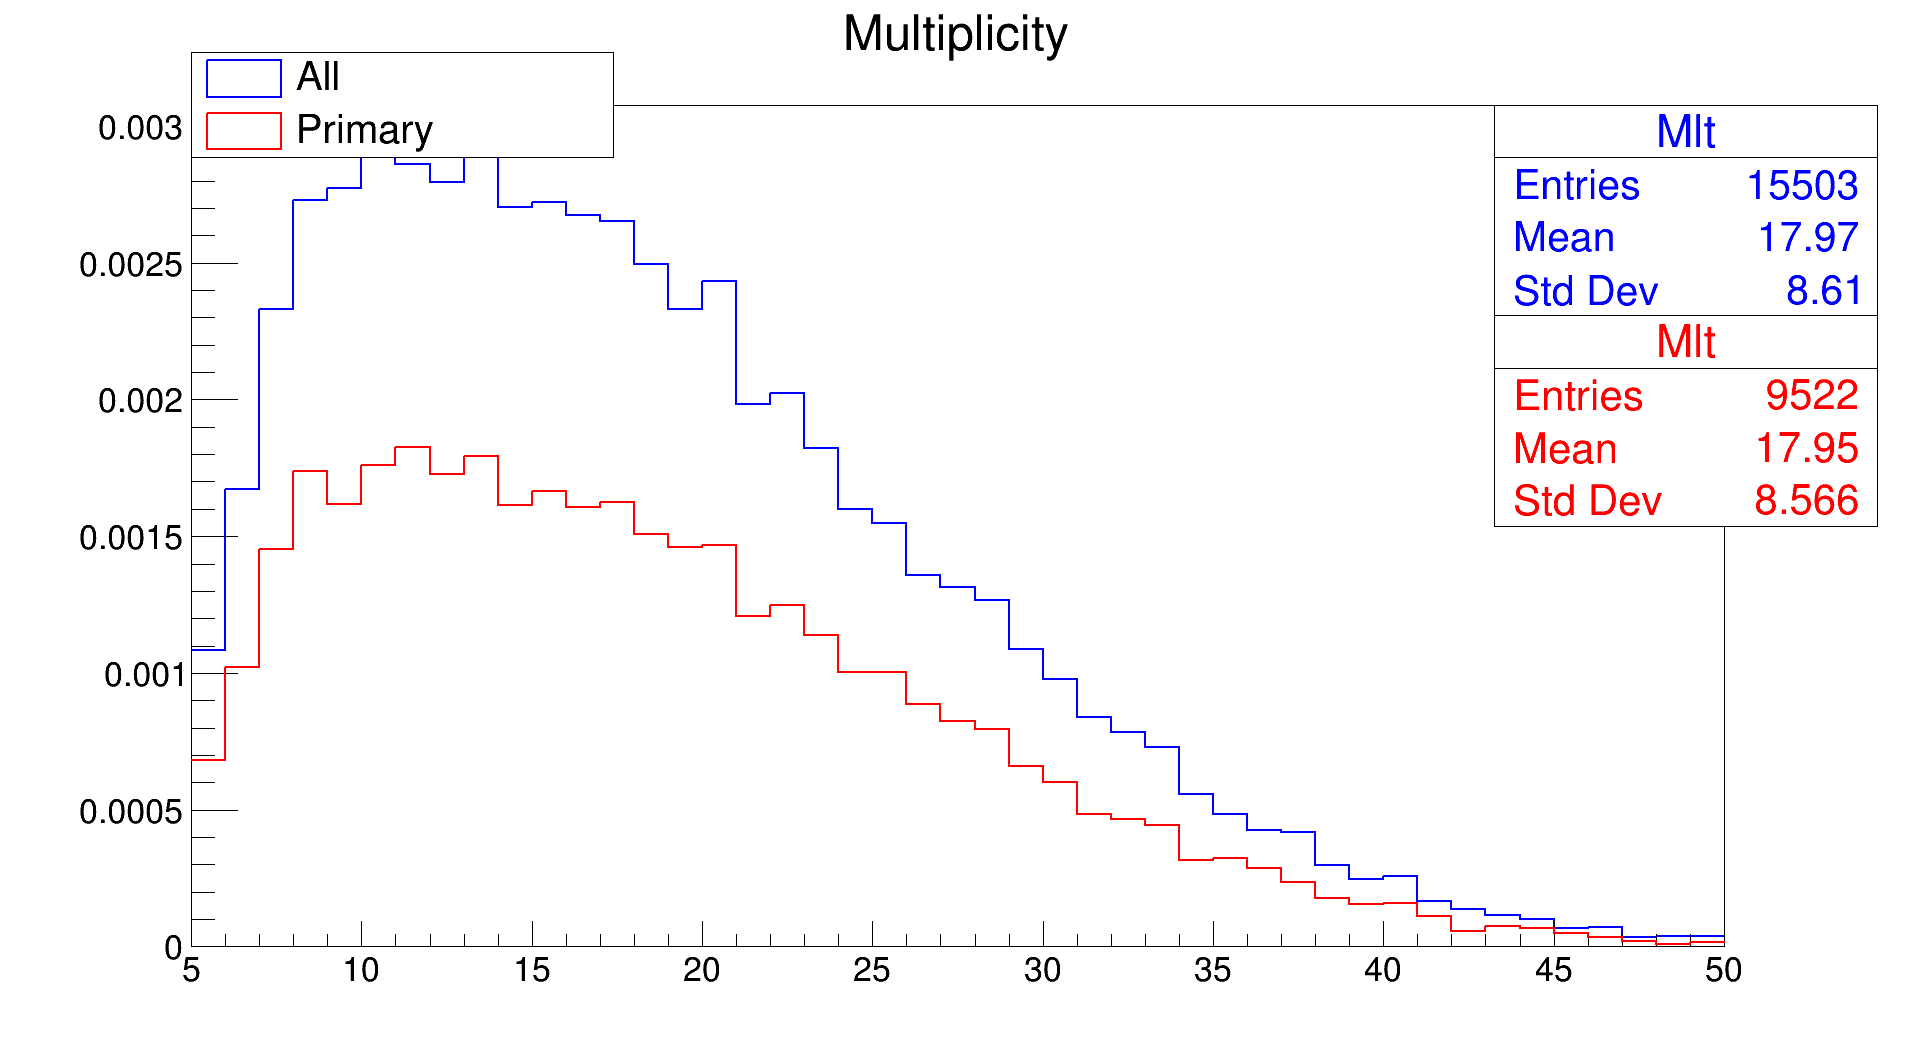 Multiplicity
All
Primary
Mlt
Entries 15503
Mean 17.97
Std Dev 8.61
Mlt
Entries 9522
Mean 17.95
Std Dev 8.566
0.003
0.0025
0.002
0.0015
0.001
0.0005
0
5 10 15 20 25 30 35 40 45 50